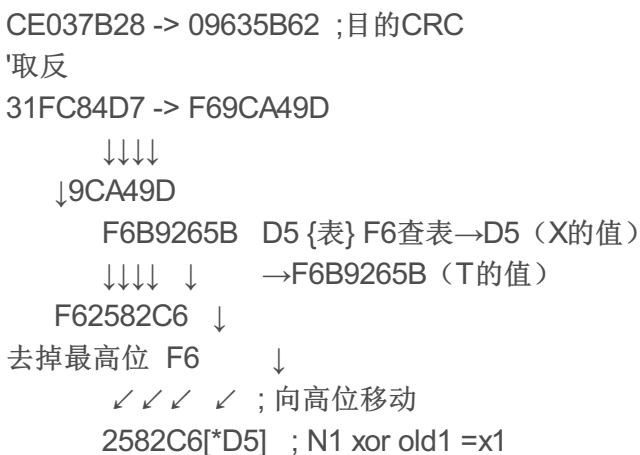 CE037B28 -> 09635B62  ;目的CRC
'取反
31FC84D7 -> F69CA49D
↓↓↓↓
↓9CA49D
F6B9265B   D5 {表} F6查表→D5（X的值）
↓↓↓↓  ↓      →F6B9265B（T的值）
F62582C6   ↓
去掉最高位  F6      ↓
↙↙↙  ↙  ; 向高位移动
2582C6[*D5]   ; N1 xor old1 =x1